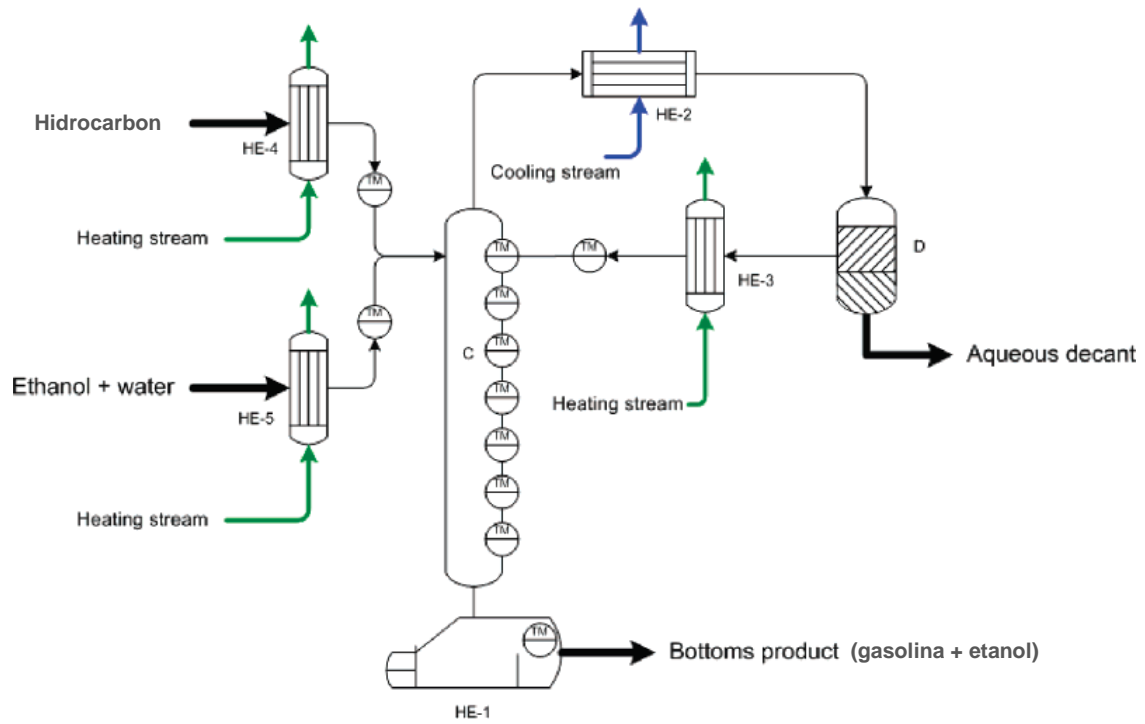 HE-2
Cooling stream
Hidrocarbon
HE-4
TM
Heating stream
TM
TM
HE-3
D
TM
TM
C
TM
Aqueous decant
Ethanol + water
HE-5
TM
Heating stream
TM
Heating stream
TM
TM
TM
Bottoms product (gasolina + etanol)
HE-1